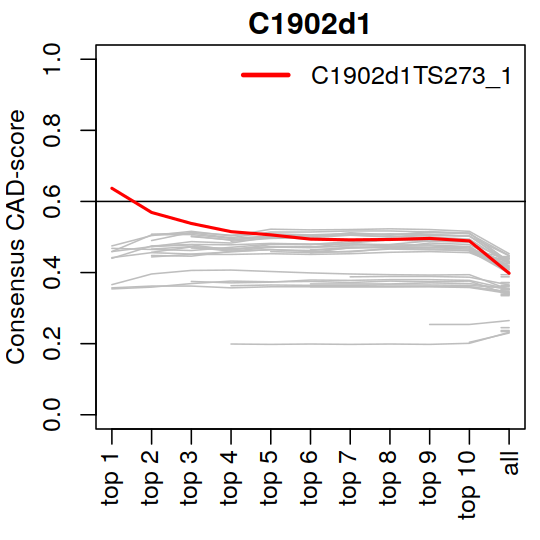 C1902d1
C1902d1TS273_1
Consensus CAD-score
1.0
0.8
0.6
0.4
0.2
0.0
top 1
top 2
top 3
top 4
top 5
top 6
top 7
top 8
top 9
top 10
all